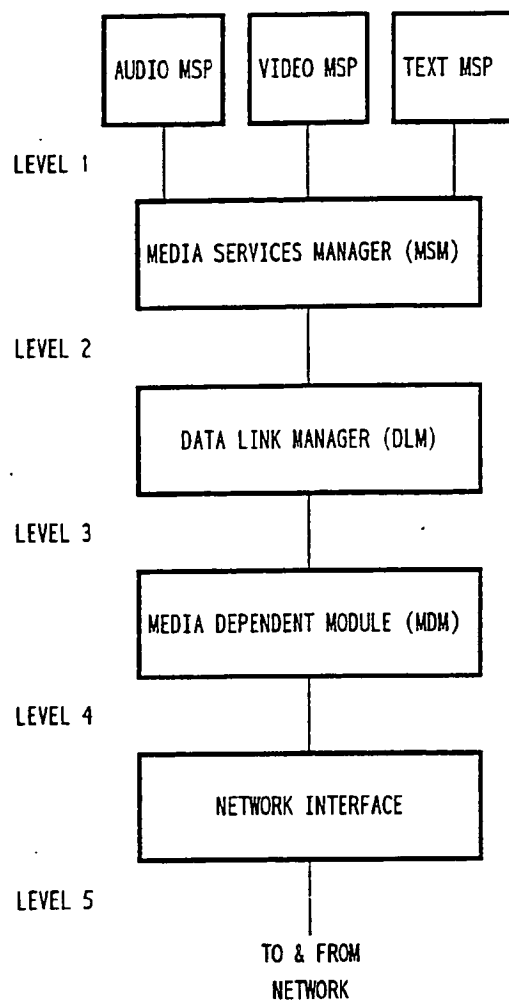 AUDIO MSP VIDEO MSP TEXT MSP
LEVEL 1
MEDIA SERVICES MANAGER (MSM)
LEVEL 2
DATA LINK MANAGER (DLM)
LEVEL 3
MEDIA DEPENDENT MODULE (MDM)
LEVEL 4
NETWORK INTERFACE
LEVEL 5
TO & FROM
NETWORK